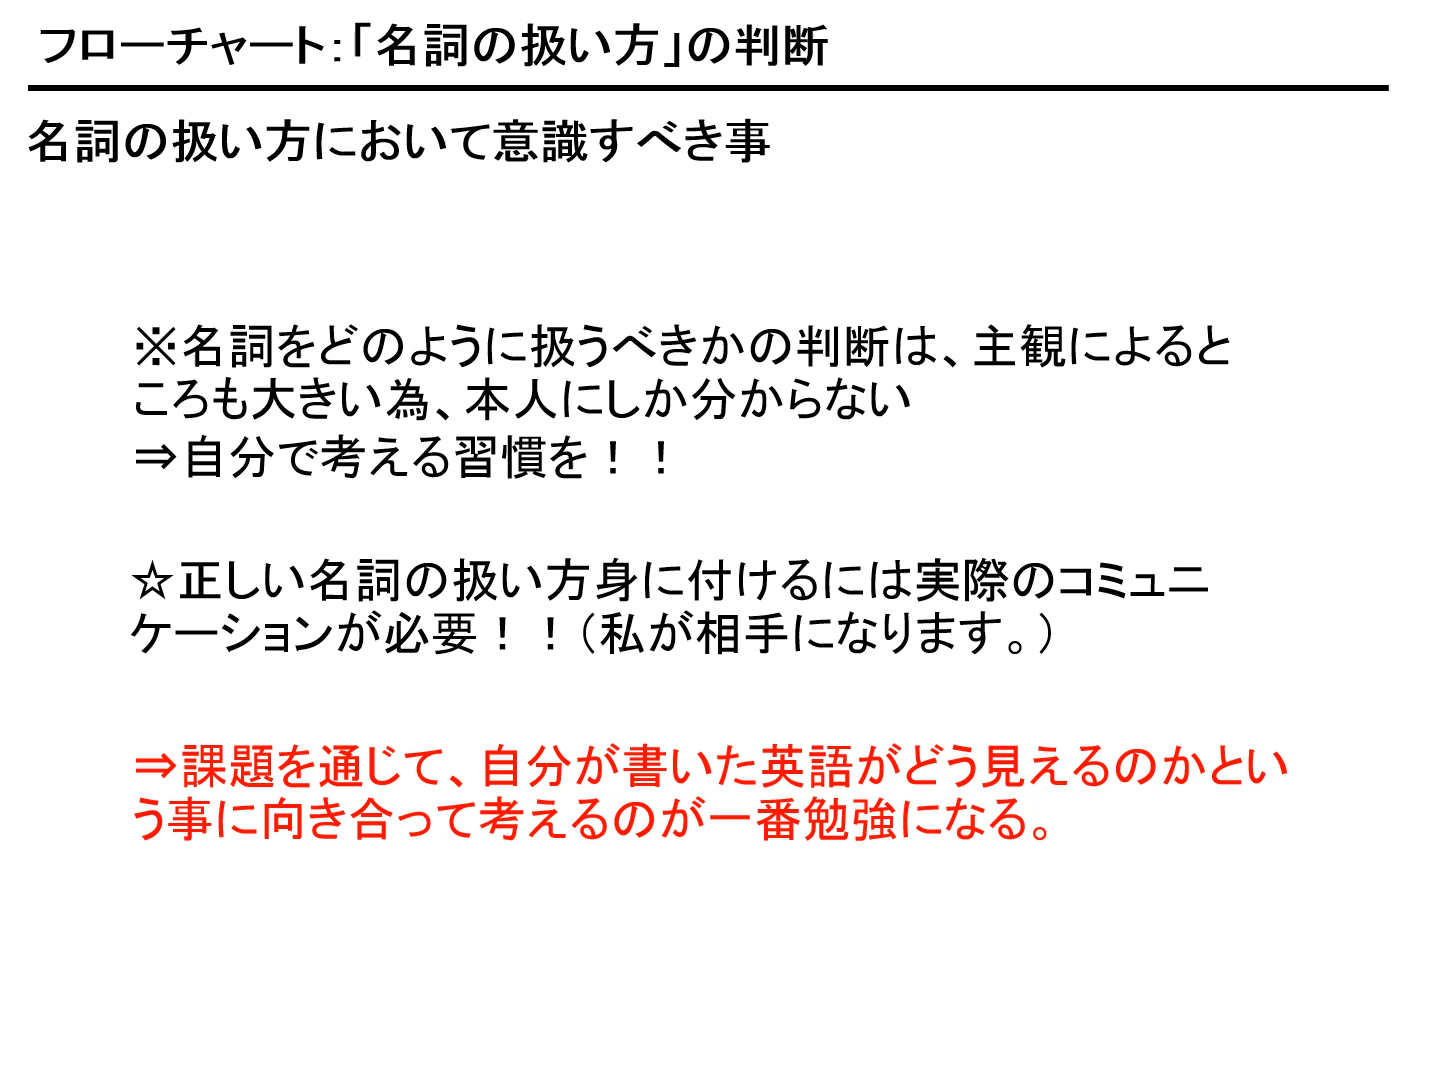 フローチャート：「名詞の扱い方」の判断
名詞の扱い方において意識すべき事
※名詞をどのように扱うべきかの判断は、主観によると
ころも大きい為、本人にしか分からない
⇒自分で考える習慣を！！
☆正しい名詞の扱い方身に付けるには実際のコミュニ
ケーションが必要！！（私が相手になります。）
⇒課題を通じて、自分が書いた英語がどう見えるのかとい
う事に向き合って考えるのが一番勉強になる。